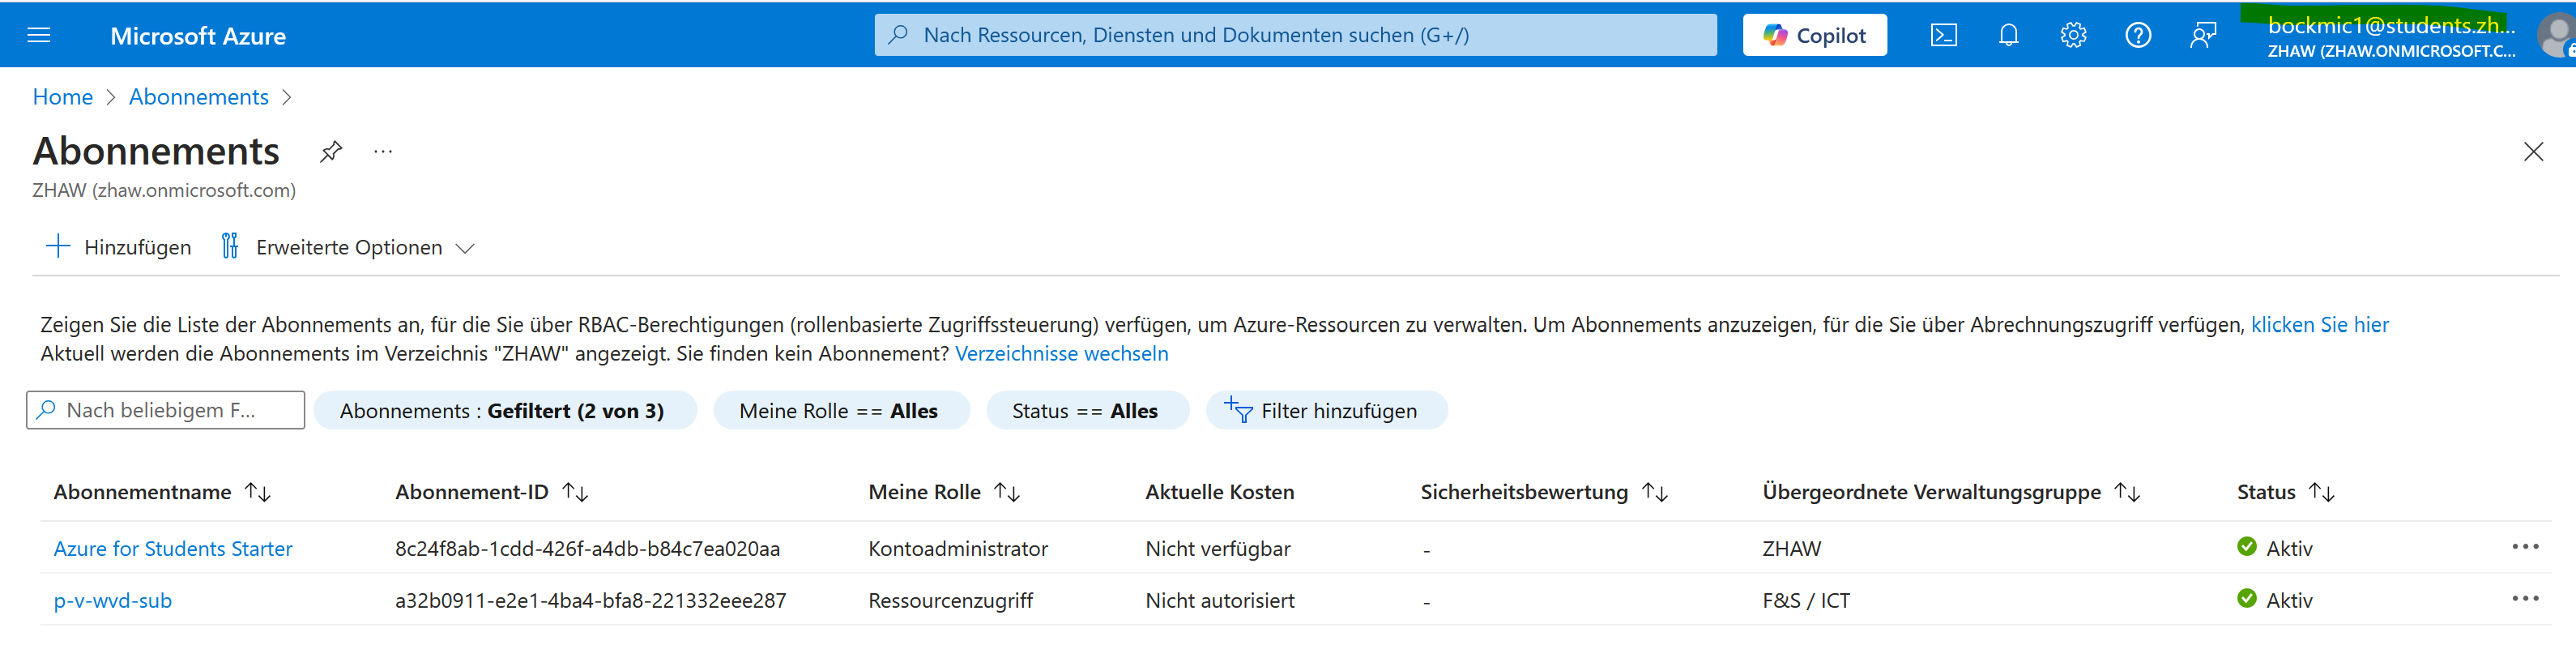 Microsoft Azure
Nach Ressourcen, Diensten und Dokumenten suchen (G+/)
Copilot
bockmic1@students.zh...
ZHAW (ZHAW.ONMICROSOFT.C...
Home > Abonnements >
Abonnements
...
ZHAW (zhaw.onmicrosoft.com)
Hinzufügen Erweiterte Optionen
Zeigen Sie die Liste der Abonnements an, für die Sie über RBAC-Berechtigungen (rollenbasierte Zugriffssteuerung) verfügen, um Azure-Ressourcen zu verwalten. Um Abonnements anzuzeigen, für die Sie über Abrechnungszugriff verfügen, klicken Sie hier
Aktuell werden die Abonnements im Verzeichnis "ZHAW" angezeigt. Sie finden kein Abonnement? Verzeichnisse wechseln
Nach beliebigem F... Abonnements : Gefiltert (2 von 3) Meine Rolle == Alles Status == Alles Filter hinzufügen
Abonnementname Abonnement-ID Meine Rolle Aktuelle Kosten Sicherheitsbewertung Übergeordnete Verwaltungsgruppe Status
Azure for Students Starter 8c24f8ab-1cdd-426f-a4db-b84c7ea020aa Kontoadministrator Nicht verfügbar - ZHAW Aktiv ...
p-v-wvd-sub a32b0911-e2e1-4ba4-bfa8-221332eee287 Ressourcenzugriff Nicht autorisiert - F&S / ICT Aktiv ...